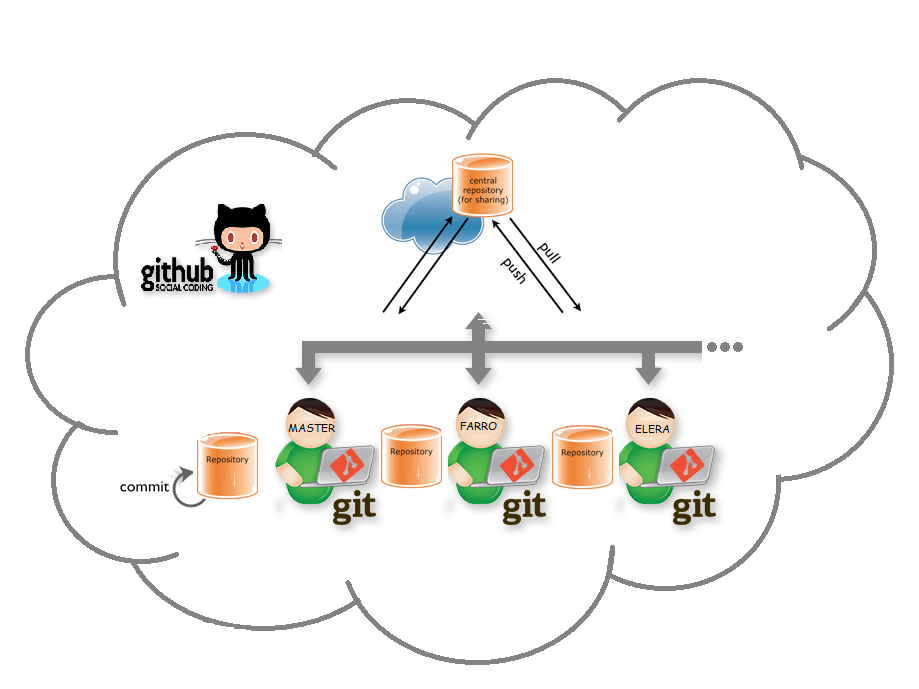 central
repository
(for sharing)
github
SOCIAL CODING
pull
push
MASTER
FARRO
ELERA
Repository
Repository
Repository
commit
git
git
git